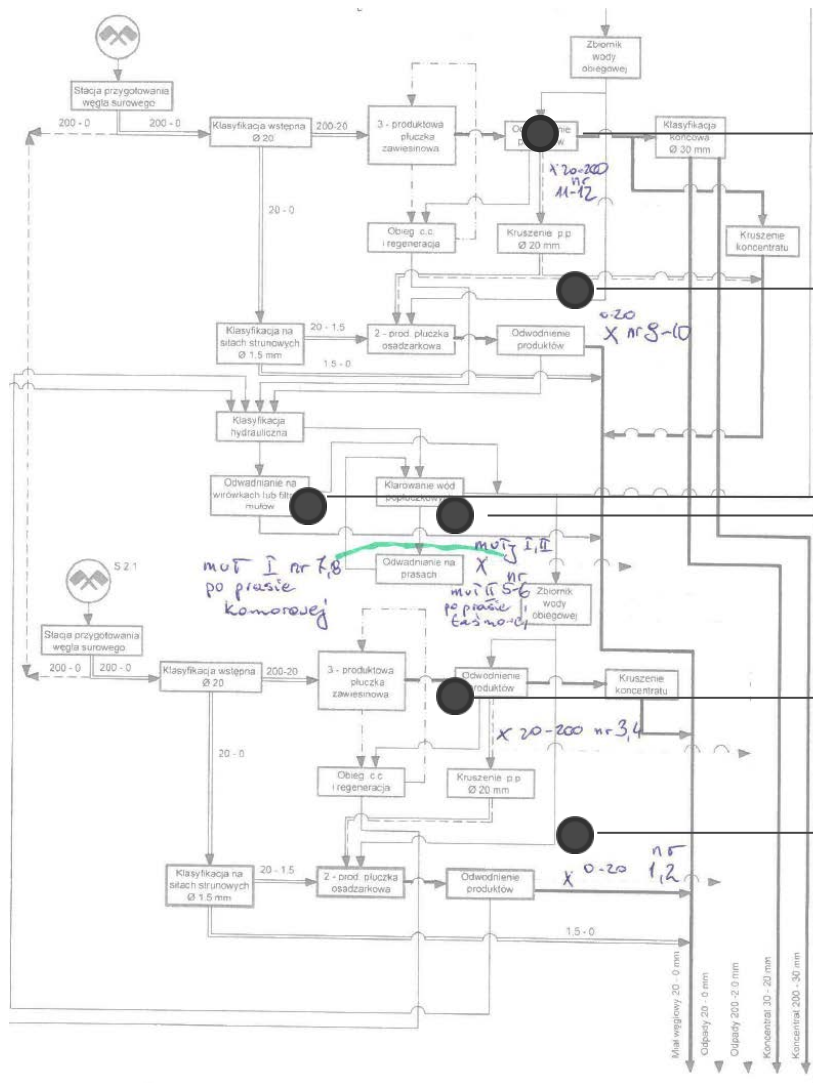 Zbiornik
wody
obiegowej
Stacja przygotowania
węgla surowego
200 - 0
200 - 0
Klasyfikacja wstępna
Ø 20
200-20
3 - produktowa
płuczka
zawiesinowa
Klasyfikacja
końcowa
Ø 30 mm
X 20-200
nr
11-12
20 - 0
Obieg c.c.
i regeneracja
Kruszenie p.p
Ø 20 mm
Kruszenie
koncentratu
0-20
X nr 9-10
Klasyfikacja na
sitach strunowych
Ø 1.5 mm
20 - 1.5
2 - prod. płuczka
osadzarkowa
Odwodnienie
produktów
1.5 - 0
Klasyfikacja
hydrauliczna
Odwadnianie na
wirówkach lub
mułów
Klarowanie wód
Odwadnianie na
prasach
muł I nr 7,8
po prasie
komorowej
muły I, II
X
nr
muł II 5-6
po prasie
taśmowej
Zbiornik
wody
obiegowej
S 2.1
Stacja przygotowania
węgla surowego
200 - 0
200 - 0
Klasyfikacja wstępna
Ø 20
200-20
3 - produktowa
płuczka
zawiesinowa
Odwodnienie
produktów
Kruszenie
koncentratu
X 20-200 nr 3,4
20 - 0
Obieg c.c
i regeneracja
Kruszenie p.p
Ø 20 mm
Klasyfikacja na
sitach strunowych
Ø 1.5 mm
20 - 1.5
2 - prod. płuczka
osadzarkowa
Odwodnienie
produktów
X 0-20 nr
1,2
1.5 - 0
Miał węglowy 20 - 0 mm
Odpady 20 - 0 mm
Odpady 200 -2 0 mm
Koncentrat 30 - 20 mm
Koncentrat 200 - 30 mm